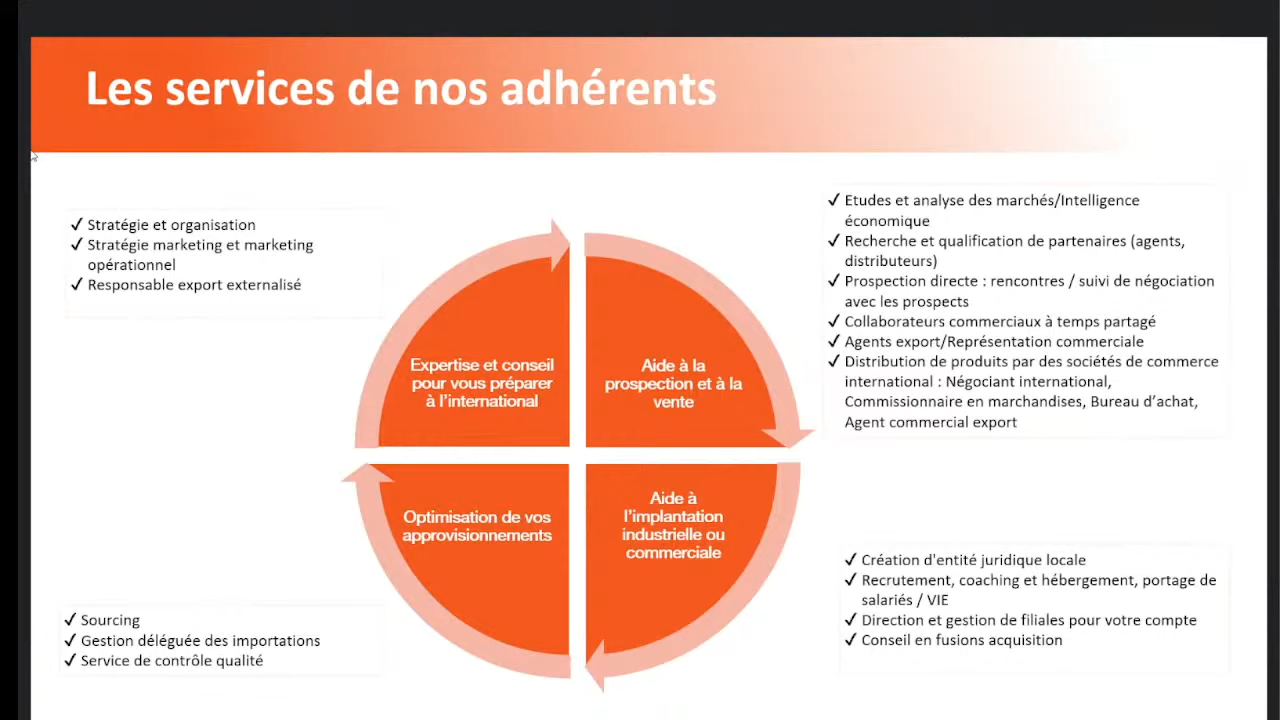 Les services de nos adhérents
✓ Stratégie et organisation
✓ Stratégie marketing et marketing
opérationnel
✓ Responsable export externalisé
✓ Etudes et analyse des marchés/Intelligence
économique
✓ Recherche et qualification de partenaires (agents,
distributeurs)
✓ Prospection directe : rencontres / suivi de négociation
avec les prospects
✓ Collaborateurs commerciaux à temps partagé
✓ Agents export/Représentation commerciale
✓ Distribution de produits par des sociétés de commerce
international : Négociant international,
Commissionnaire en marchandises, Bureau d’achat,
Agent commercial export
Expertise et conseil
pour vous préparer
à l’international
Aide à la
prospection et à la
vente
Optimisation de vos
approvisionnements
Aide à
l’implantation
industrielle ou
commerciale
✓ Sourcing
✓ Gestion déléguée des importations
✓ Service de contrôle qualité
✓ Création d'entité juridique locale
✓ Recrutement, coaching et hébergement, portage de
salariés / VIE
✓ Direction et gestion de filiales pour votre compte
✓ Conseil en fusions acquisition